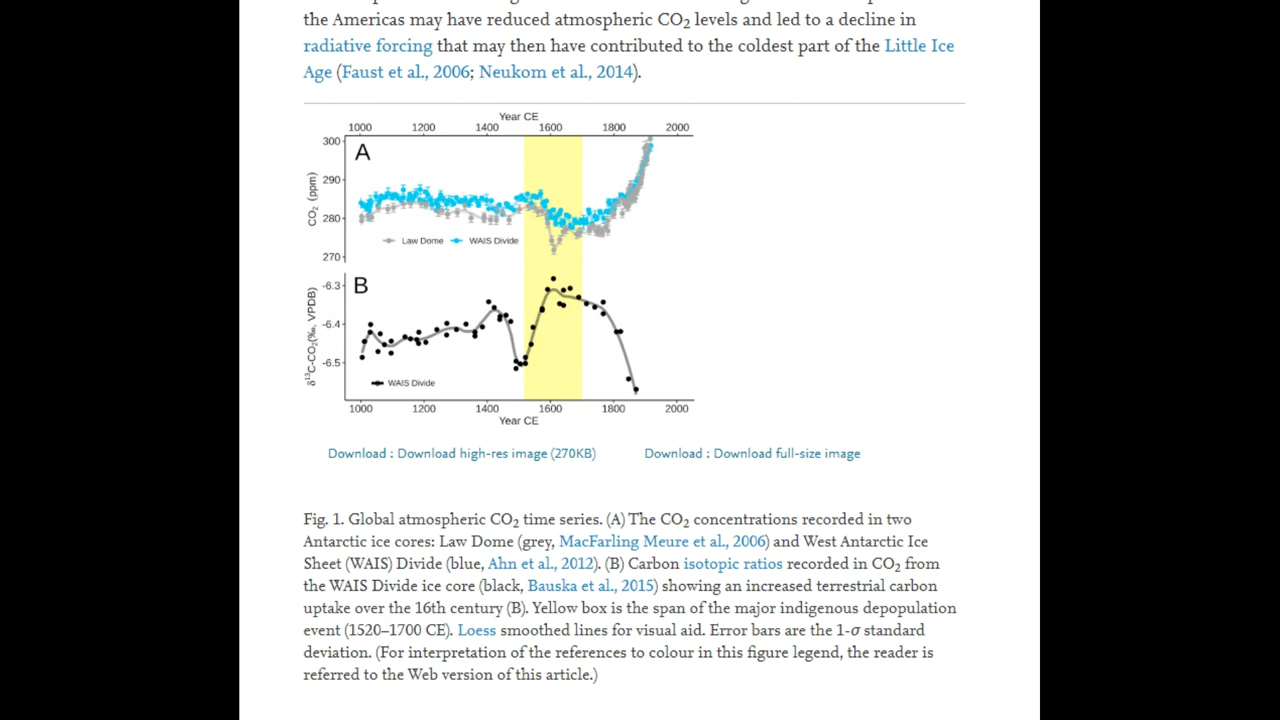 the Americas may have reduced atmospheric CO2 levels and led to a decline in
radiative forcing that may then have contributed to the coldest part of the Little Ice
Age (Faust et al., 2006; Neukom et al., 2014).
Year CE
1000 1200 1400 1600 1800 2000
A
300
290
280
270
CO2 (ppm)
Law Dome WAIS Divide
B
-6.3
-6.4
-6.5
δ13C-CO2(‰, VPDB)
WAIS Divide
1000 1200 1400 1600 1800 2000
Year CE
Download : Download high-res image (270KB) Download : Download full-size image
Fig. 1. Global atmospheric CO2 time series. (A) The CO2 concentrations recorded in two
Antarctic ice cores: Law Dome (grey, MacFarling Meure et al., 2006) and West Antarctic Ice
Sheet (WAIS) Divide (blue, Ahn et al., 2012). (B) Carbon isotopic ratios recorded in CO2 from
the WAIS Divide ice core (black, Bauska et al., 2015) showing an increased terrestrial carbon
uptake over the 16th century (B). Yellow box is the span of the major indigenous depopulation
event (1520–1700 CE). Loess smoothed lines for visual aid. Error bars are the 1-σ standard
deviation. (For interpretation of the references to colour in this figure legend, the reader is
referred to the Web version of this article.)